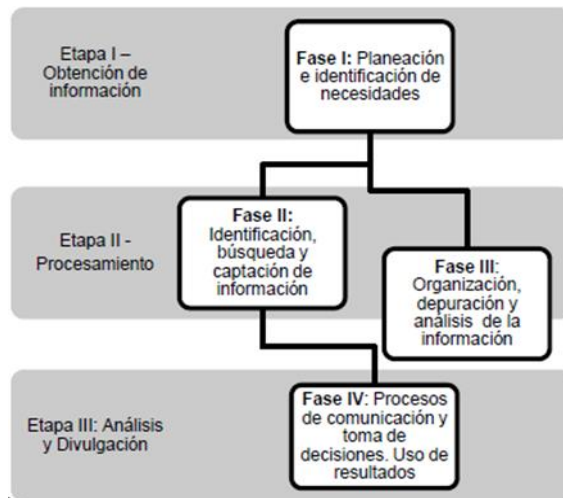 Etapa I –
Obtención de
información
Fase I: Planeación
e identificación de
necesidades
Etapa II -
Procesamiento
Fase II:
Identificación,
búsqueda y
captación de
información
Fase III:
Organización,
depuración y
análisis de la
información
Etapa III: Análisis
y Divulgación
Fase IV: Procesos
de comunicación y
toma de
decisiones. Uso de
resultados